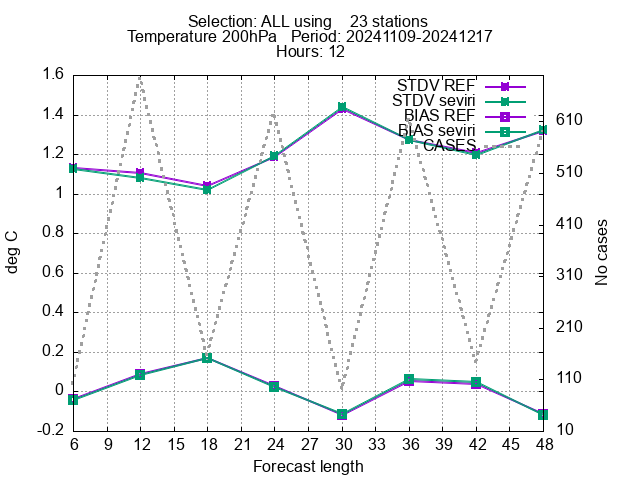 Selection: ALL using 23 stations
Temperature 200hPa Period: 20241109-20241217
Hours: 12
STDV REF
STDV seviri
BIAS REF
BIAS seviri
CASES
deg C
1.6
1.4
1.2
1
0.8
0.6
0.4
0.2
0
-0.2
610
510
410
310
210
110
10
No cases
6 9 12 15 18 21 24 27 30 33 36 39 42 45 48
Forecast length